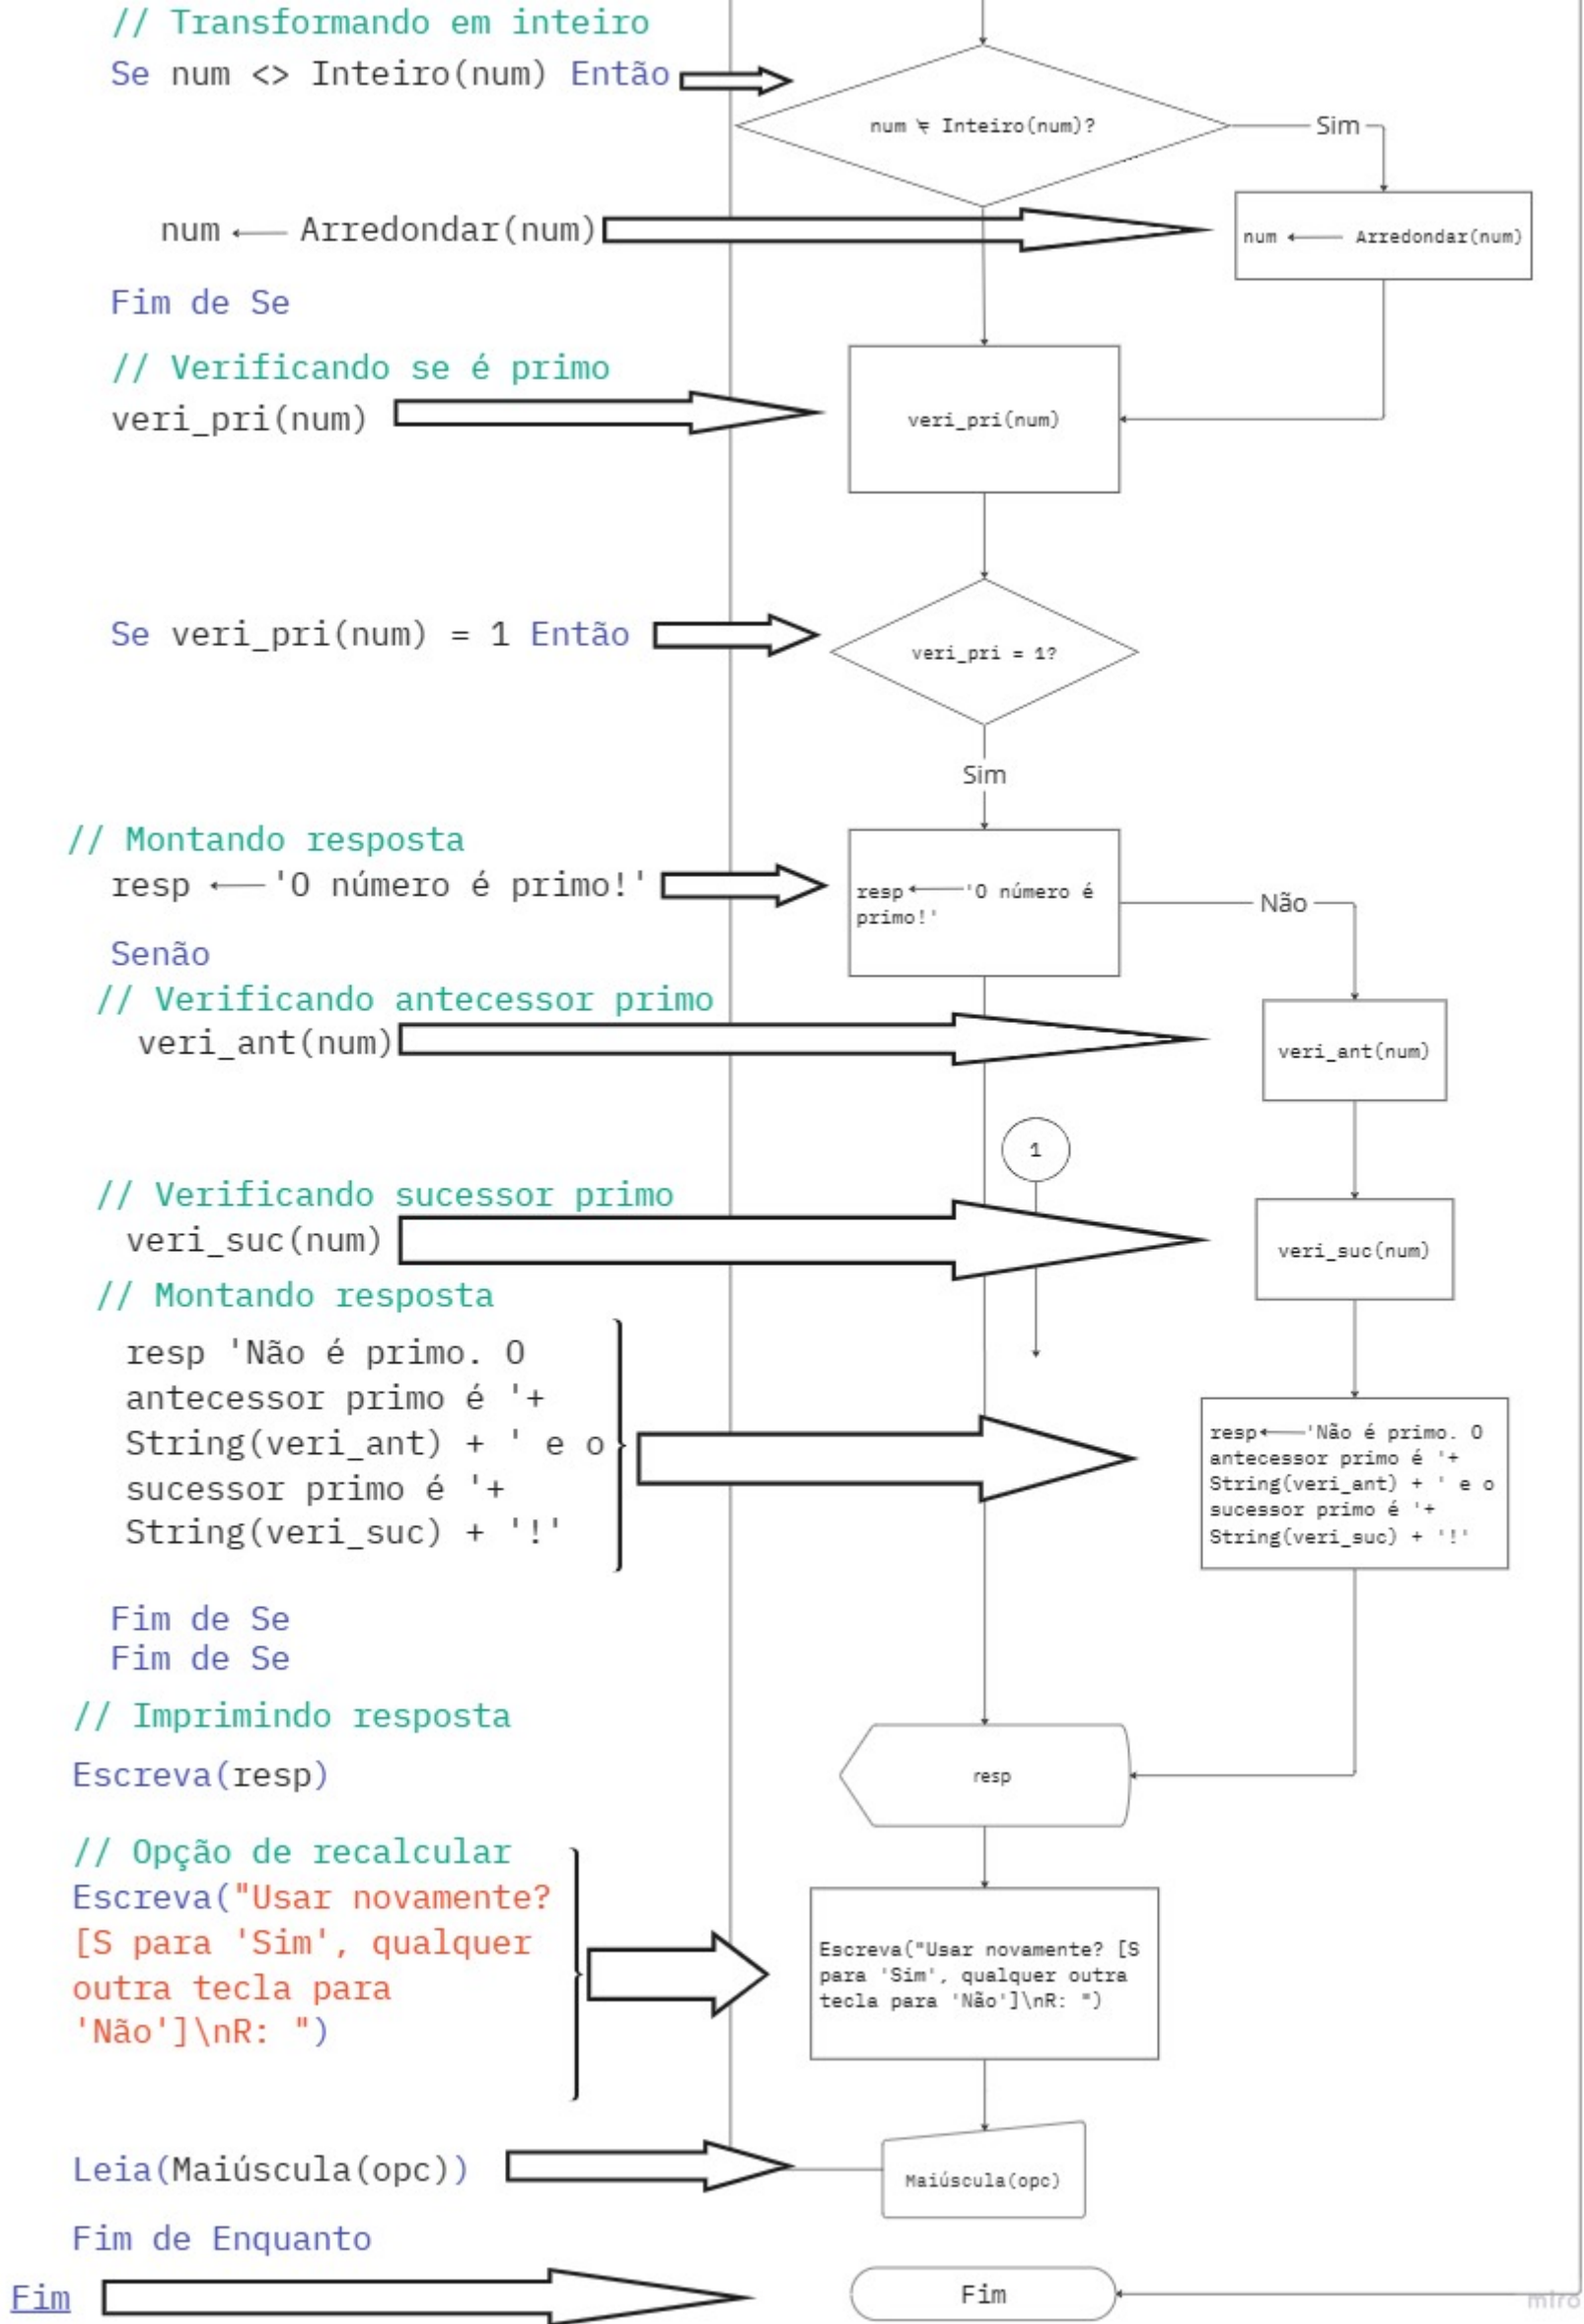 // Transformando em inteiro
Se num <> Inteiro(num) Então
num ≠ Inteiro(num)?
Sim
num ← Arredondar(num)
num ← Arredondar(num)
Fim de Se
// Verificando se é primo
veri_pri(num)
veri_pri(num)
Se veri_pri(num) = 1 Então
veri_pri = 1?
Sim
// Montando resposta
resp ← 'O número é primo!'
resp ← 'O número é
primo!'
Não
Senão
// Verificando antecessor primo
veri_ant(num)
veri_ant(num)
1
// Verificando sucessor primo
veri_suc(num)
veri_suc(num)
// Montando resposta
resp 'Não é primo. O
antecessor primo é '+
String(veri_ant) + ' e o
sucessor primo é '+
String(veri_suc) + '!'
resp ← 'Não é primo. O
antecessor primo é '+
String(veri_ant) + ' e o
sucessor primo é '+
String(veri_suc) + '!'
Fim de Se
Fim de Se
// Imprimindo resposta
Escreva(resp)
resp
// Opção de recalcular
Escreva("Usar novamente?
[S para 'Sim', qualquer
outra tecla para
'Não']\nR: ")
Escreva("Usar novamente? [S
para 'Sim', qualquer outra
tecla para 'Não']\nR: ")
Leia(Maiúscula(opc))
Maiúscula(opc)
Fim de Enquanto
Fim
Fim
miro